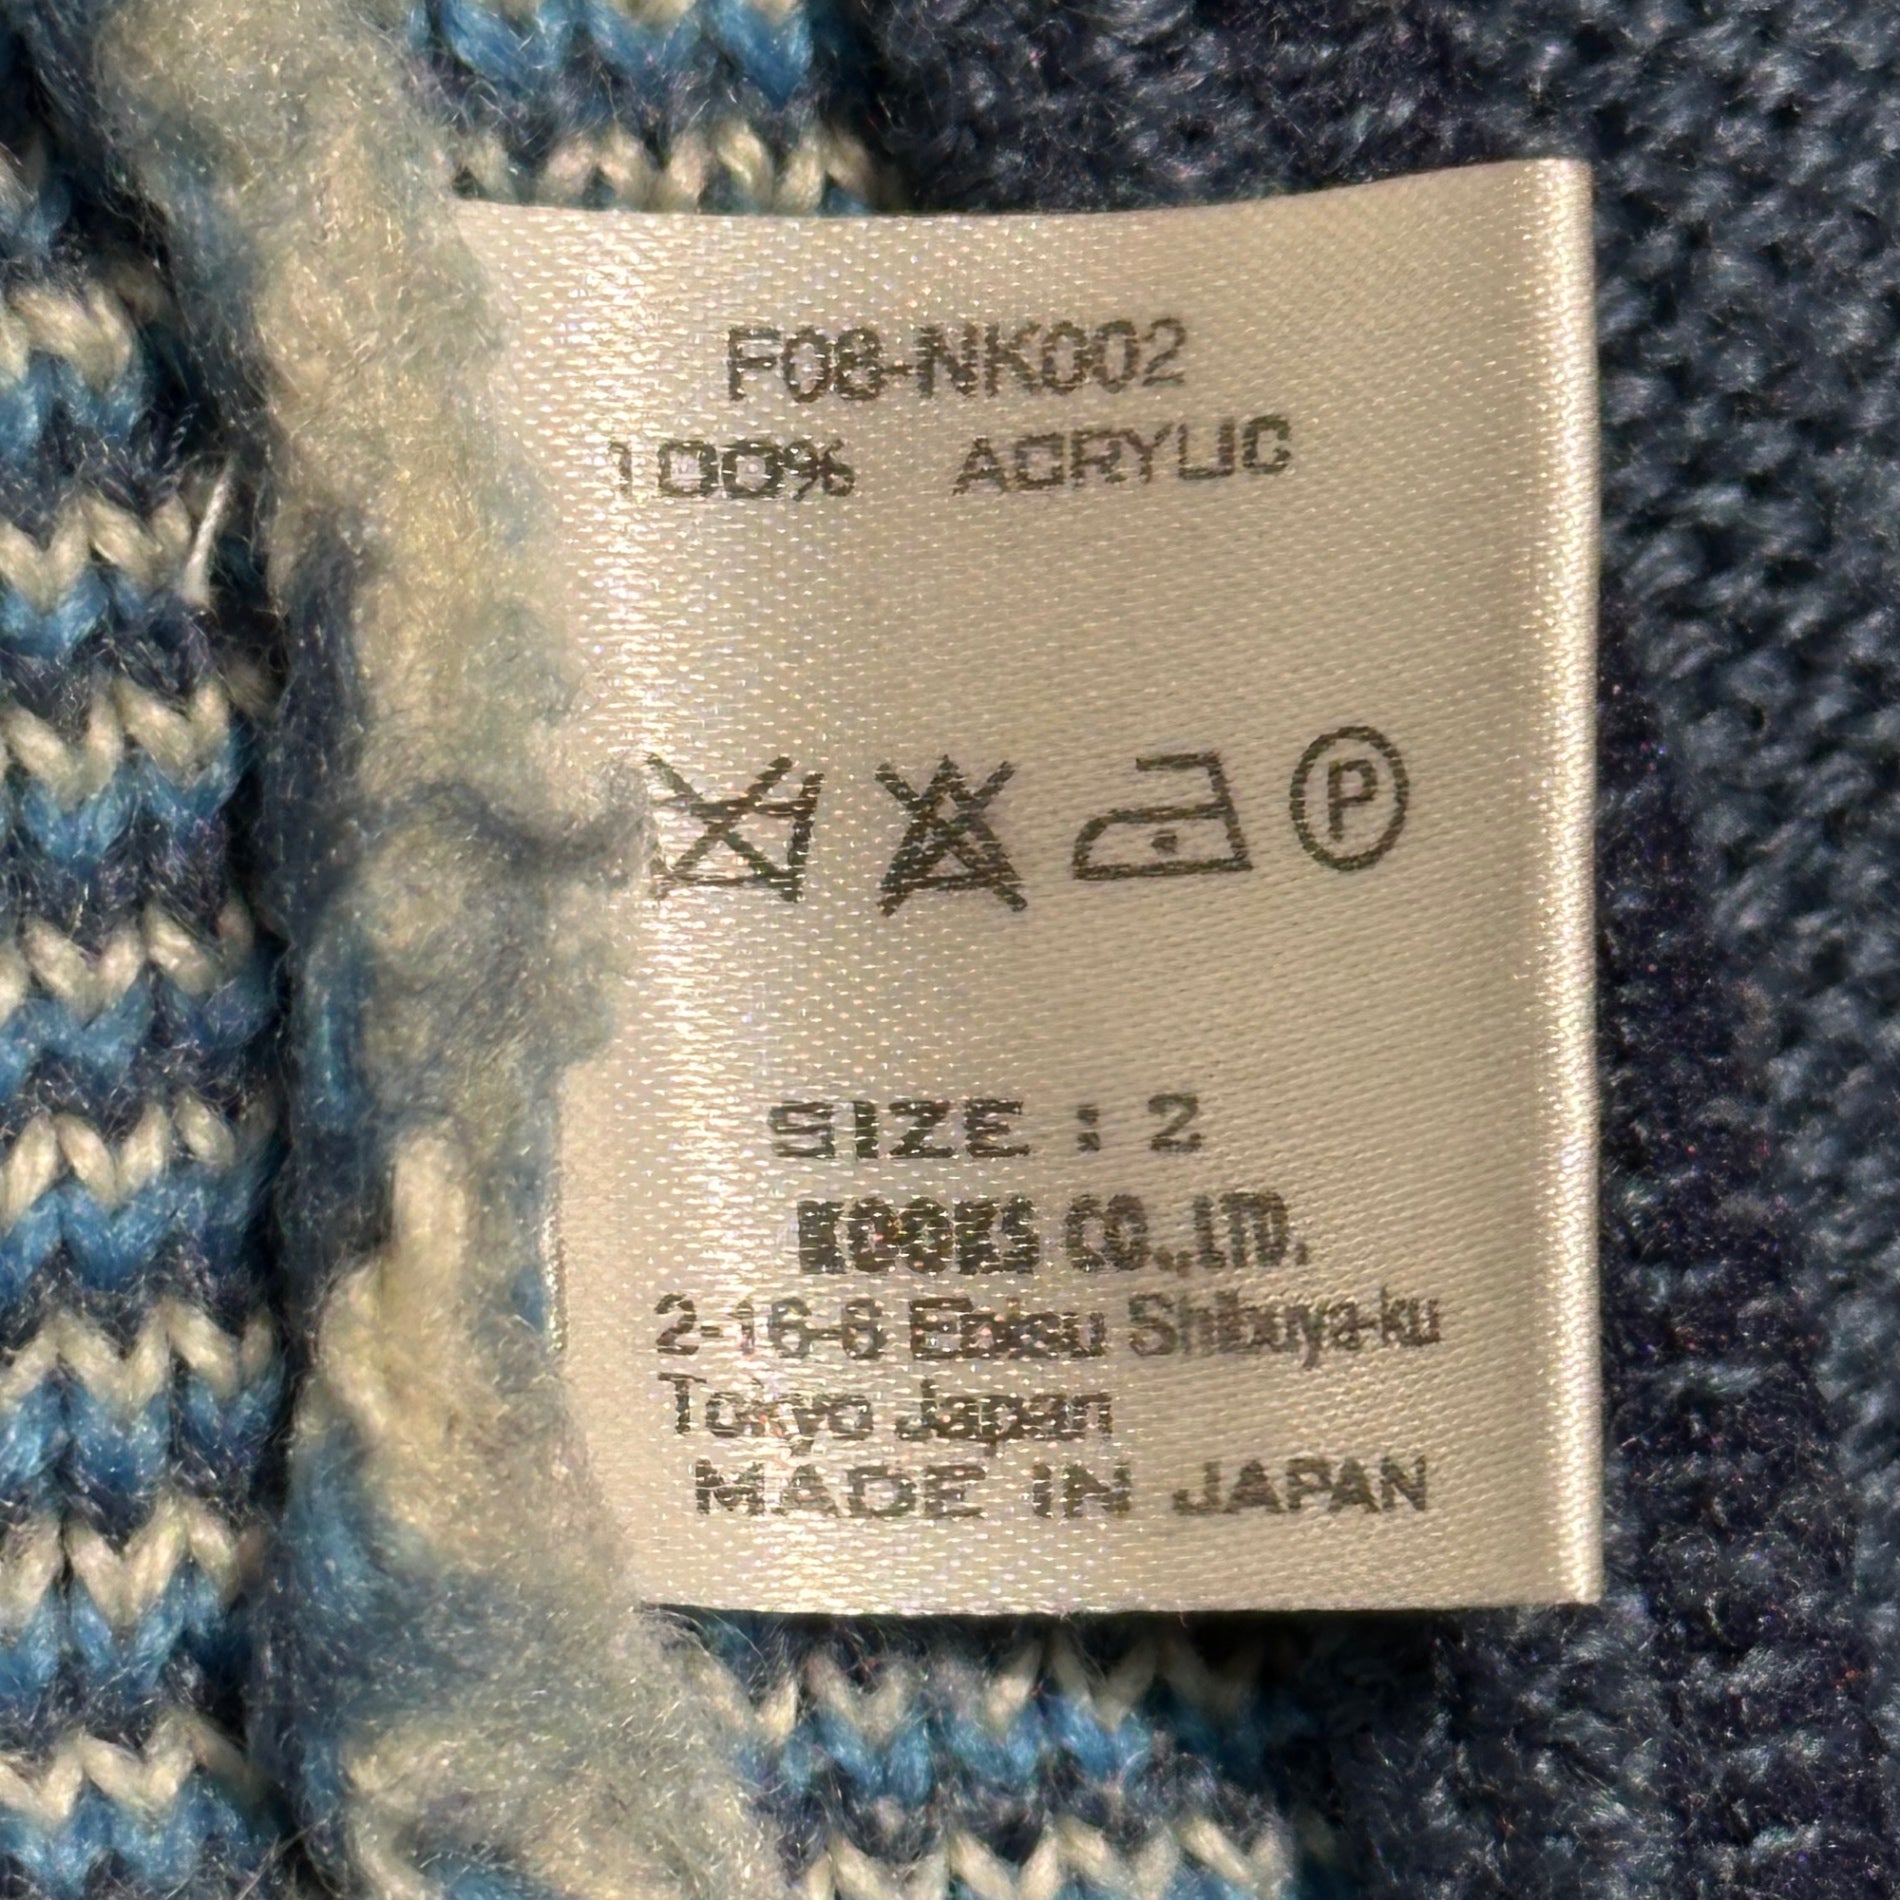 F08-NK002
100% ACRYLIC
P
SIZE : 2
KOOKS CO.,LTD.
2-16-6 Ebisu Shibuya-ku
Tokyo Japan
MADE IN JAPAN